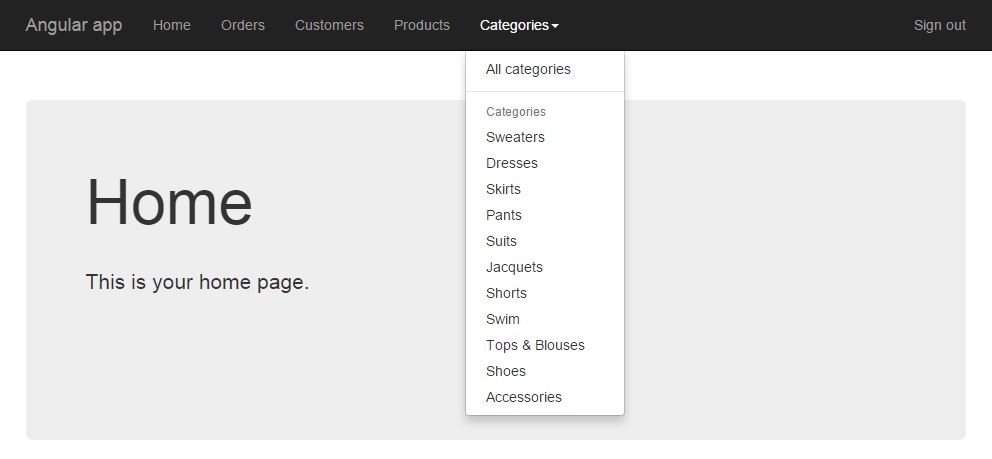 Angular app Home Orders Customers Products Categories Sign out
All categories
Categories
Sweaters
Dresses
Skirts
Pants
Suits
Jacquets
Shorts
Swim
Tops & Blouses
Shoes
Accessories
Home
This is your home page.